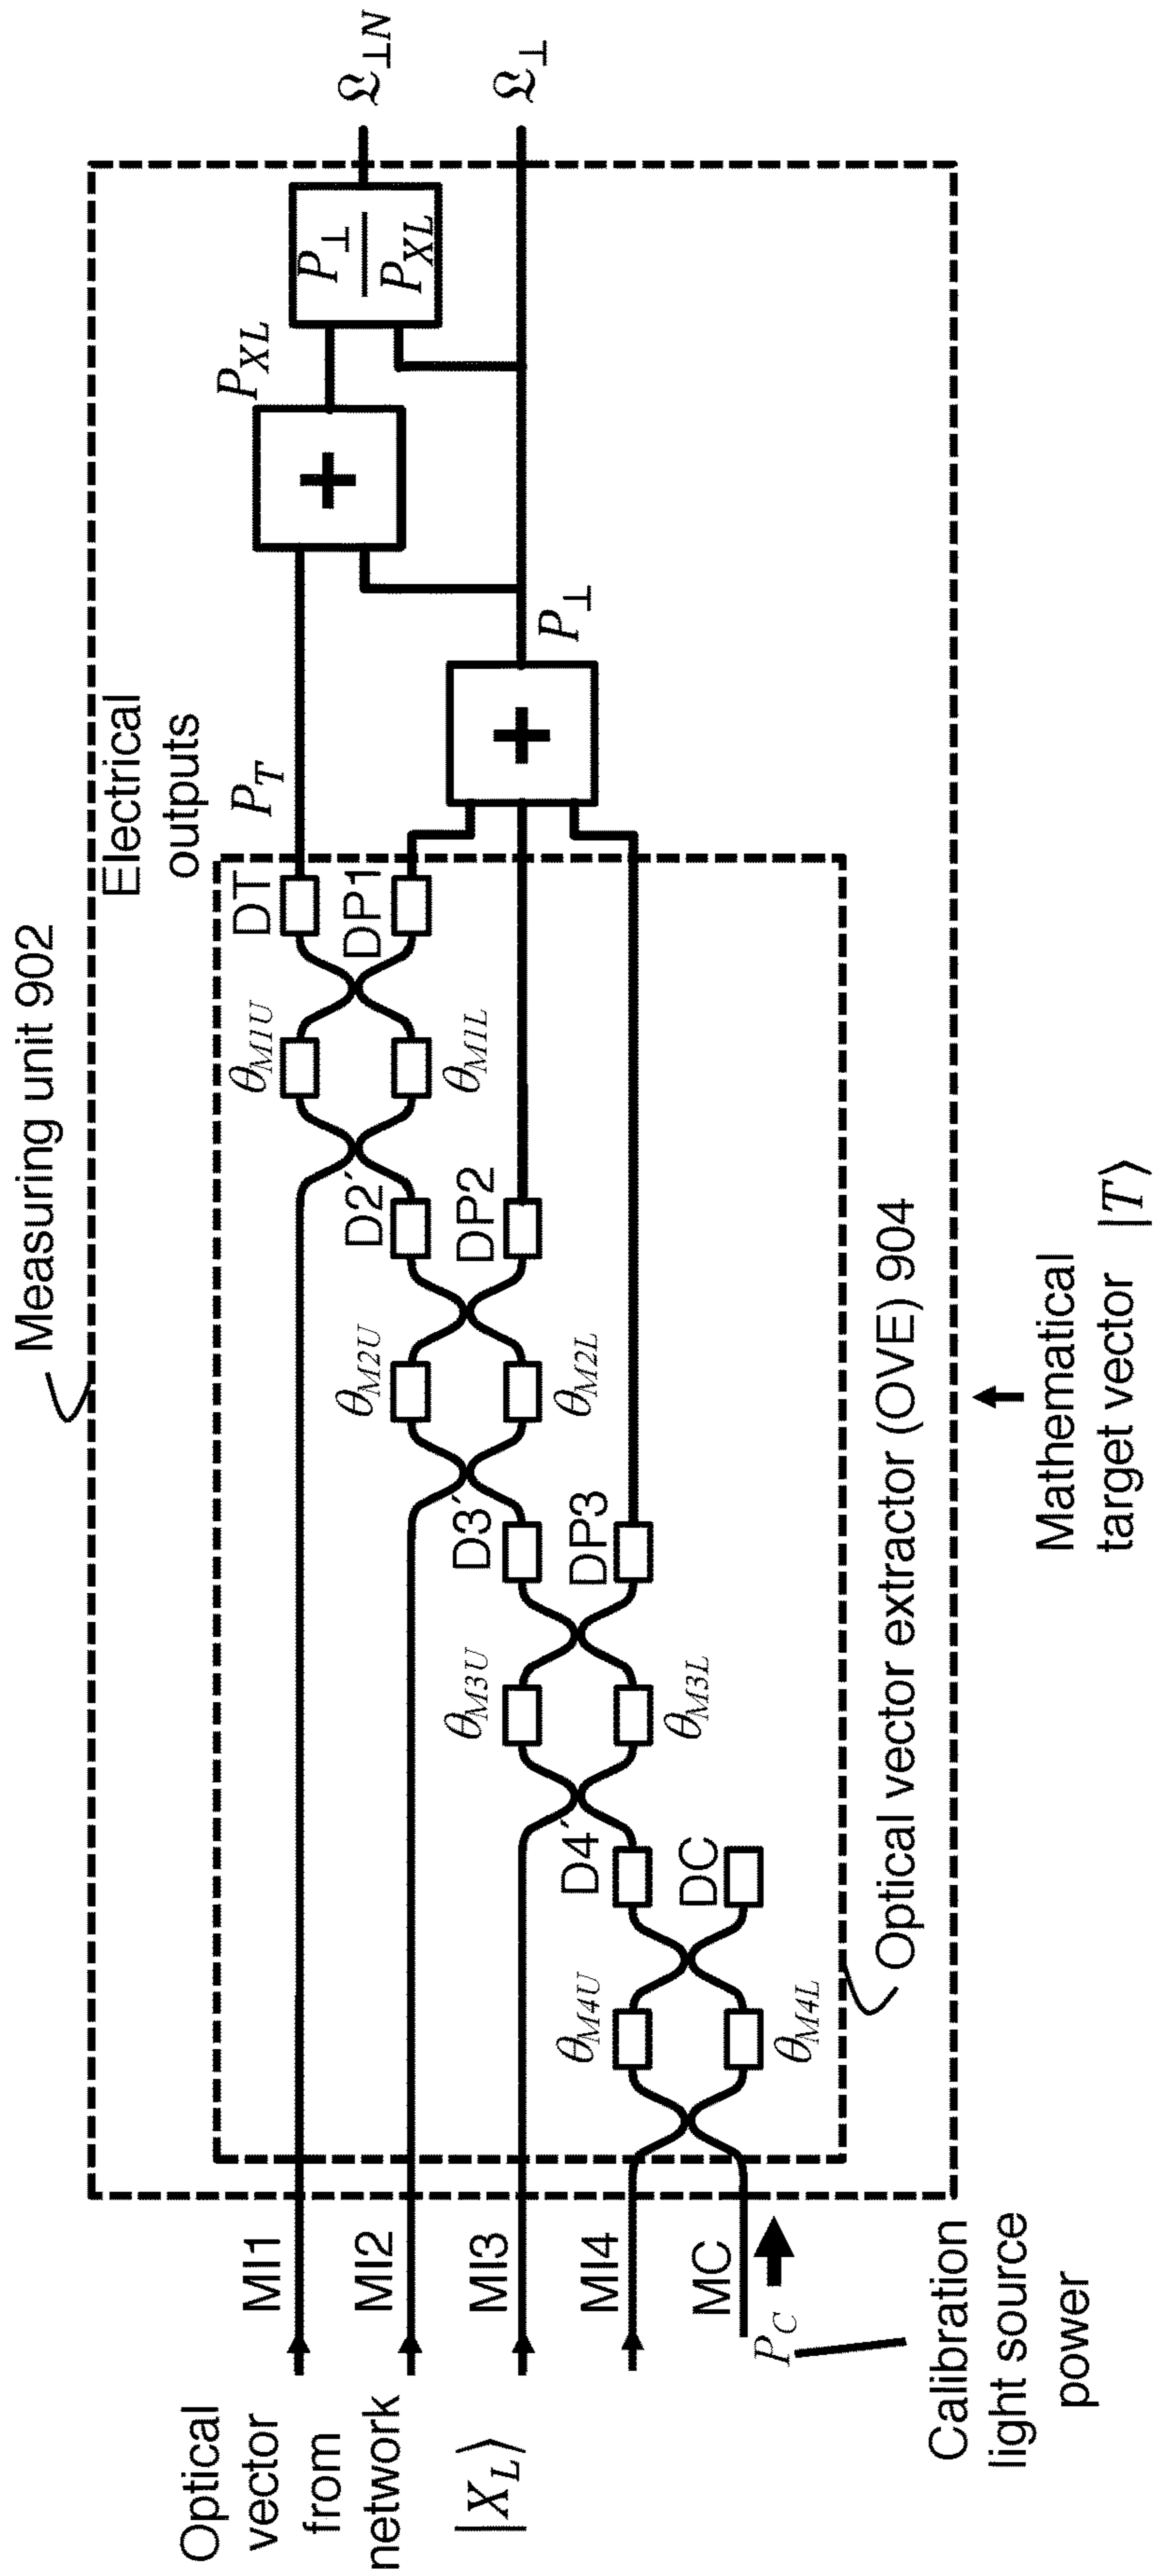 Measuring unit 902
Electrical
outputs
Optical
vector
from
network
|X_L⟩
MI1
MI2
MI3
MI4
MC
P_C
Calibration
light source
power
θ_M4U
θ_M4L
D4´
DC
θ_M3U
θ_M3L
D3´
DP3
θ_M2U
θ_M2L
D2´
DP2
θ_M1U
θ_M1L
DT
DP1
P_T
+
P_⊥
+
P_XL
P_⊥
P_XL
𝔏_⊥N
𝔏_⊥
Optical vector extractor (OVE) 904
Mathematical
target vector |T⟩